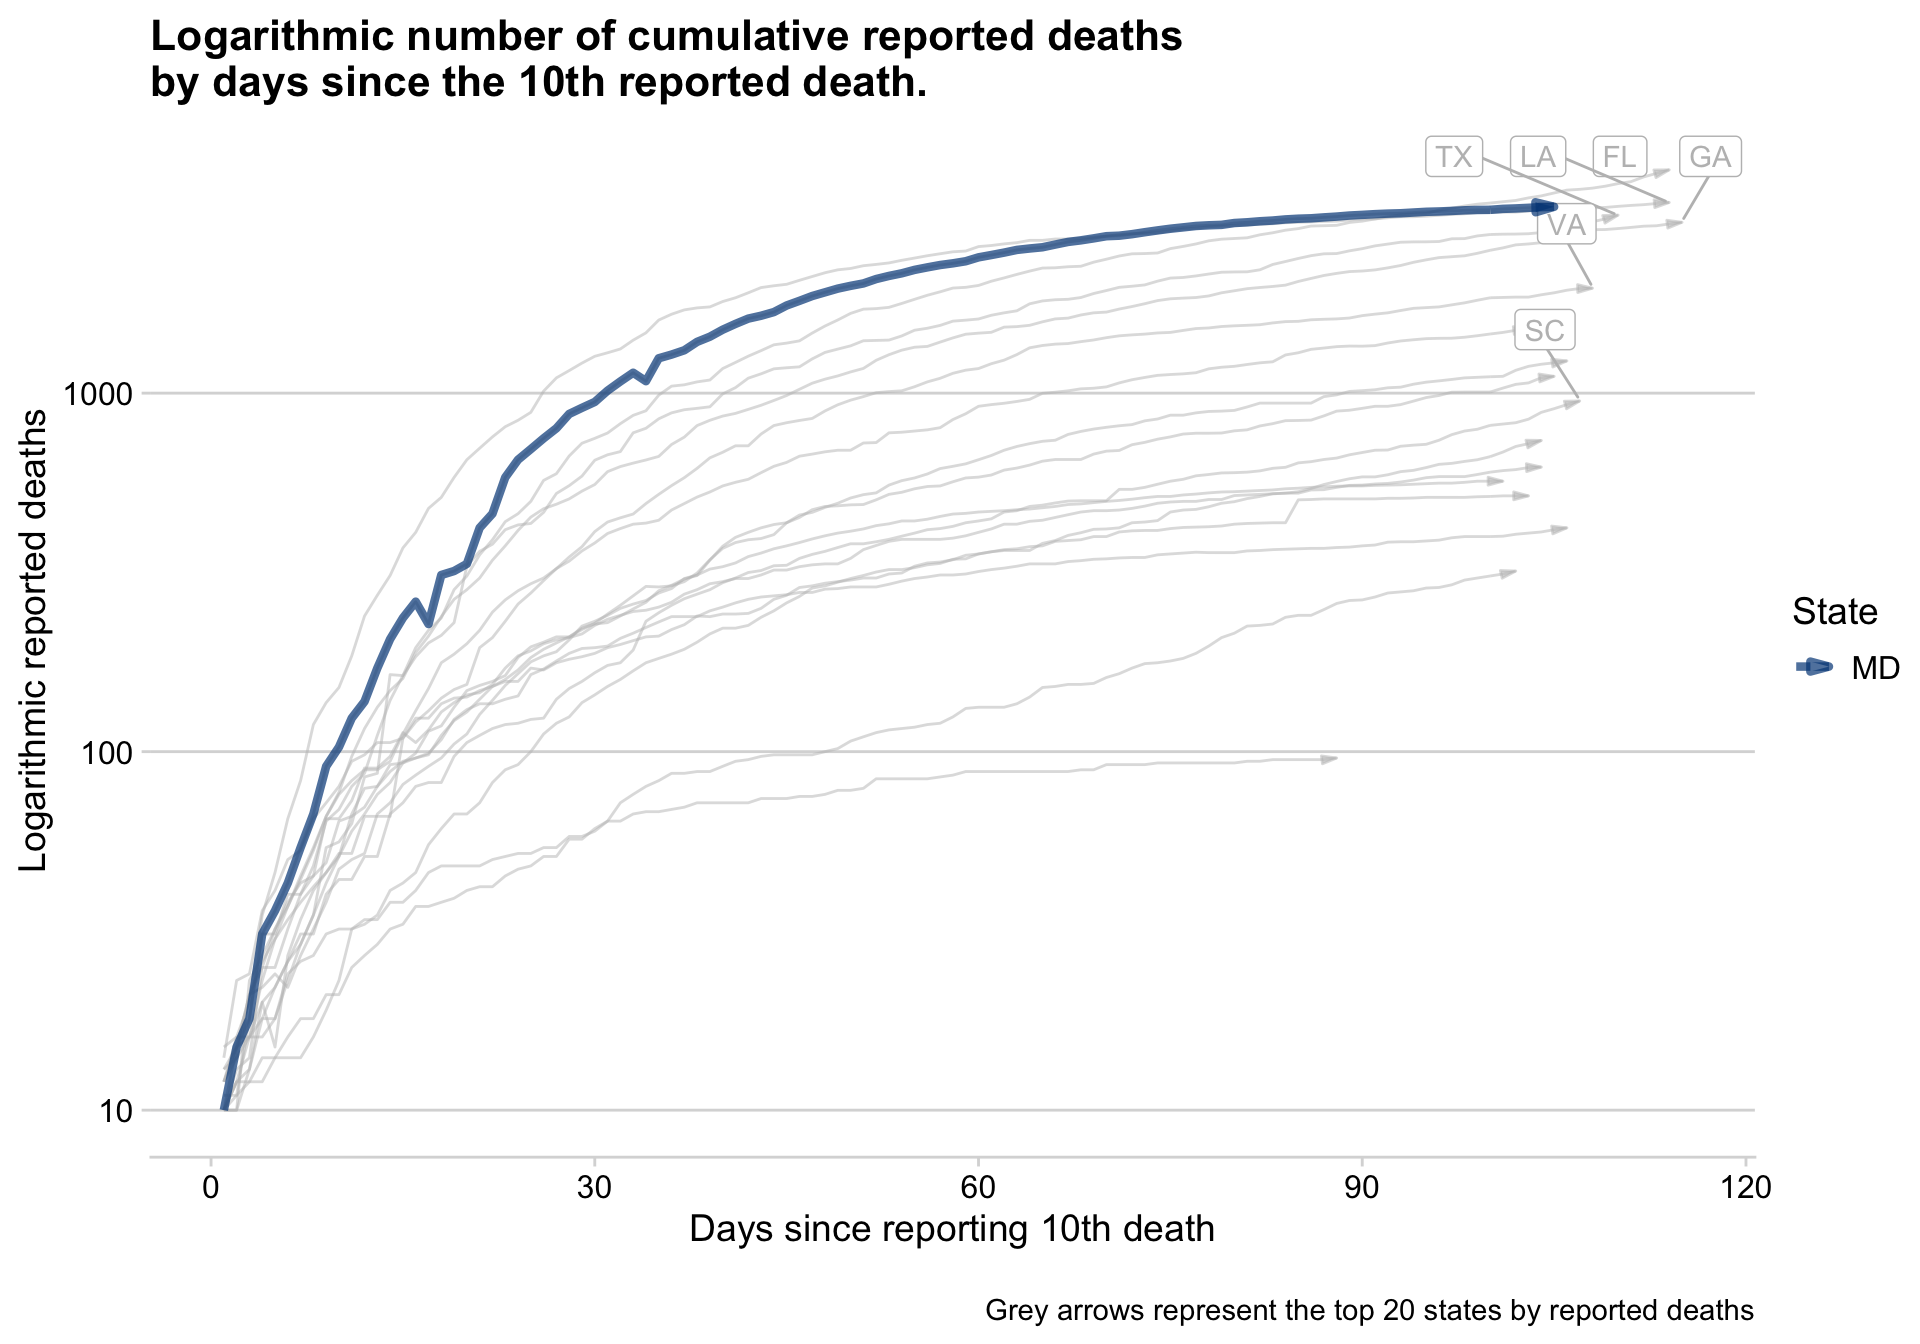 Logarithmic number of cumulative reported deaths
by days since the 10th reported death.
TX LA FL GA
VA
SC
1000
100
10
Logarithmic reported deaths
State
MD
0 30 60 90 120
Days since reporting 10th death
Grey arrows represent the top 20 states by reported deaths